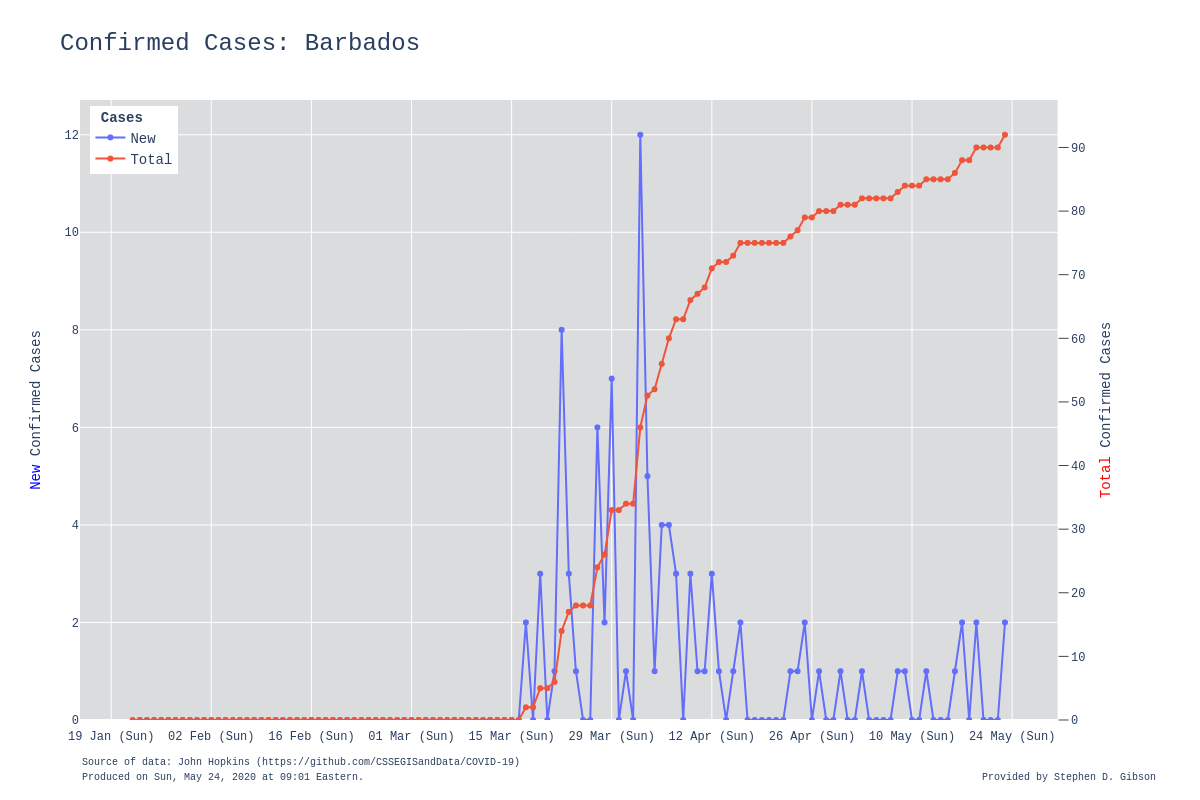 Confirmed Cases: Barbados
Cases
New
Total
12
10
8
6
4
2
0
90
80
70
60
50
40
30
20
10
0
New Confirmed Cases
Total Confirmed Cases
19 Jan (Sun) 02 Feb (Sun) 16 Feb (Sun) 01 Mar (Sun) 15 Mar (Sun) 29 Mar (Sun) 12 Apr (Sun) 26 Apr (Sun) 10 May (Sun) 24 May (Sun)
Source of data: John Hopkins (https://github.com/CSSEGISandData/COVID-19)
Produced on Sun, May 24, 2020 at 09:01 Eastern.
Provided by Stephen D. Gibson